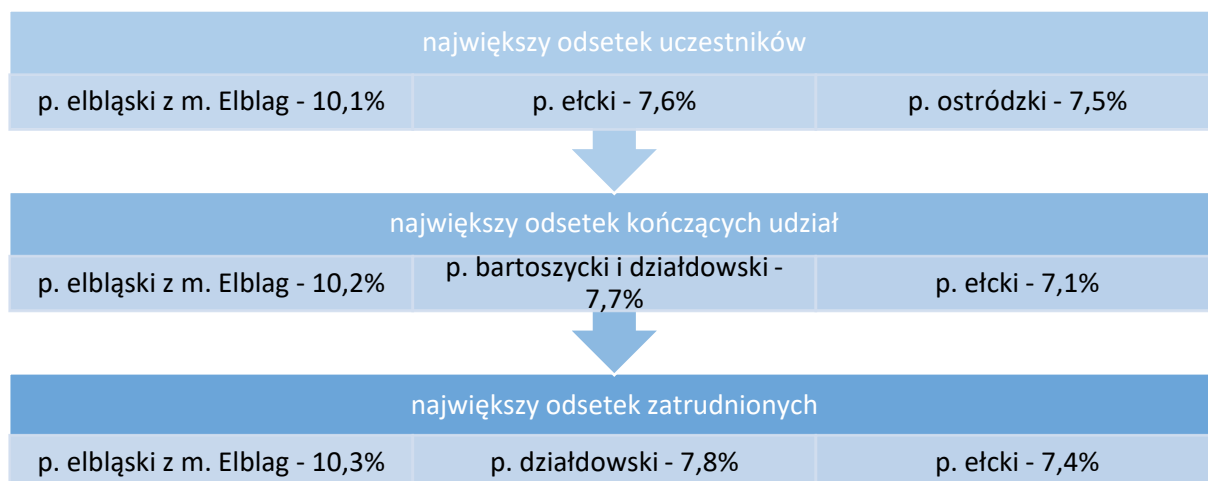 największy odsetek uczestników
p. elbląski z m. Elblag - 10,1%
p. ełcki - 7,6%
p. ostródzki - 7,5%
największy odsetek kończących udział
p. elbląski z m. Elblag - 10,2%
p. bartoszycki i działdowski -
7,7%
p. ełcki - 7,1%
największy odsetek zatrudnionych
p. elbląski z m. Elblag - 10,3%
p. działdowski - 7,8%
p. ełcki - 7,4%